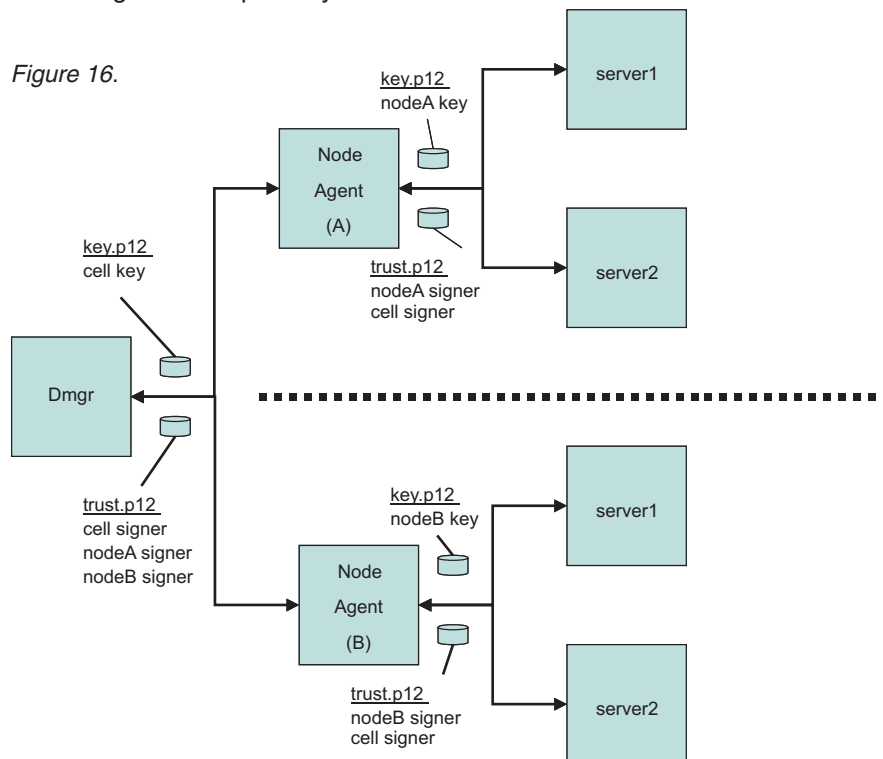 Figure 16.
key.p12
nodeA key
server1
Node
Agent
(A)
trust.p12
nodeA signer
cell signer
server2
key.p12
cell key
Dmgr
trust.p12
cell signer
nodeA signer
nodeB signer
key.p12
nodeB key
server1
Node
Agent
(B)
trust.p12
nodeB signer
cell signer
server2